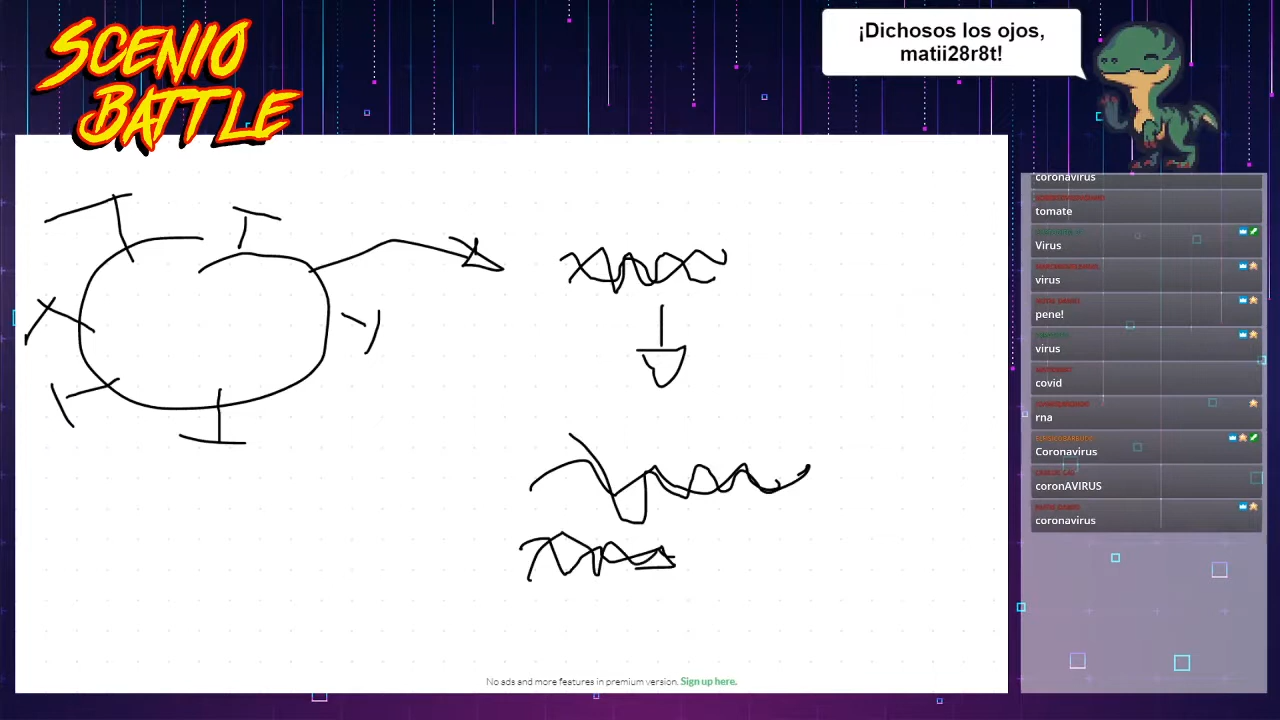 SCENIO
BATTLE
¡Dichosos los ojos,
matii28r8t!
coronavirus
tomate
Virus
virus
pene!
virus
covid
rna
Coronavirus
coronAVIRUS
coronavirus
No ads and more features in premium version. Sign up here.